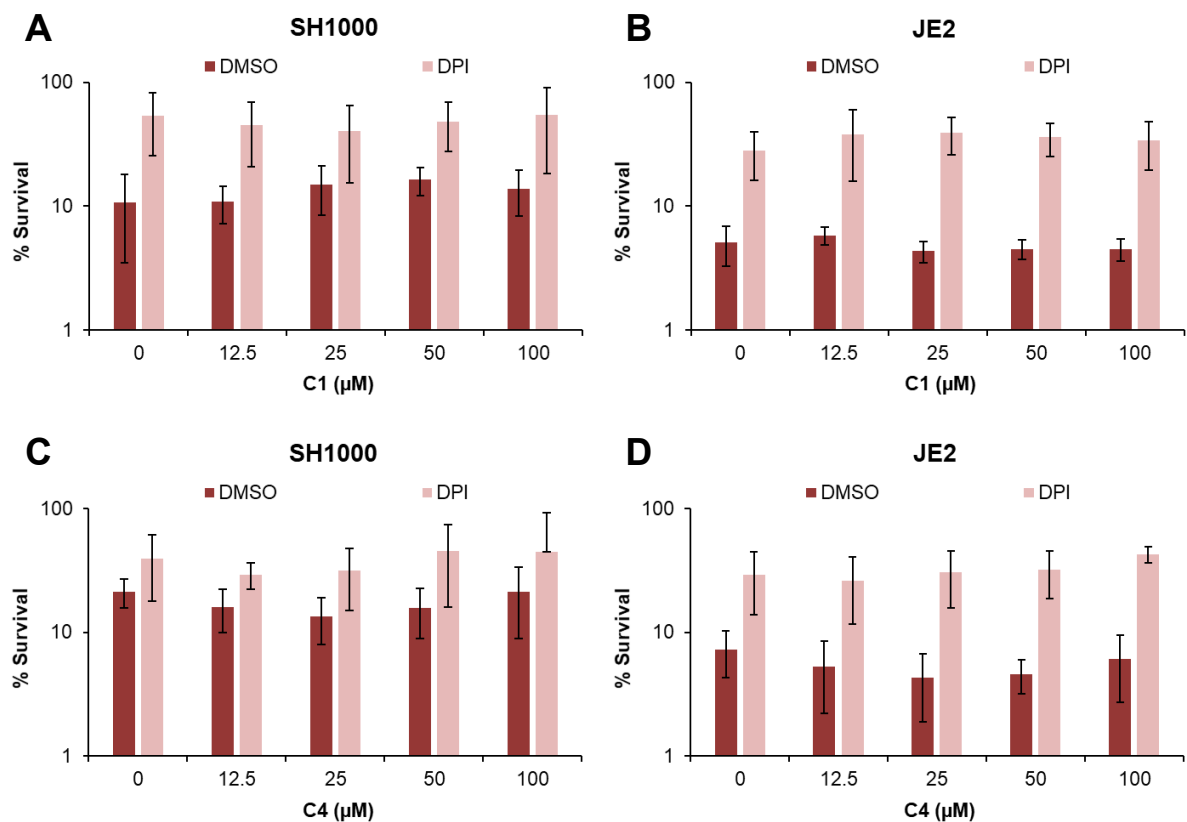 A
SH1000
DMSO DPI
% Survival
100
10
1
0 12.5 25 50 100
C1 (µM)
B
JE2
DMSO DPI
% Survival
100
10
1
0 12.5 25 50 100
C1 (µM)
C
SH1000
DMSO DPI
% Survival
100
10
1
0 12.5 25 50 100
C4 (µM)
D
JE2
DMSO DPI
% Survival
100
10
1
0 12.5 25 50 100
C4 (µM)